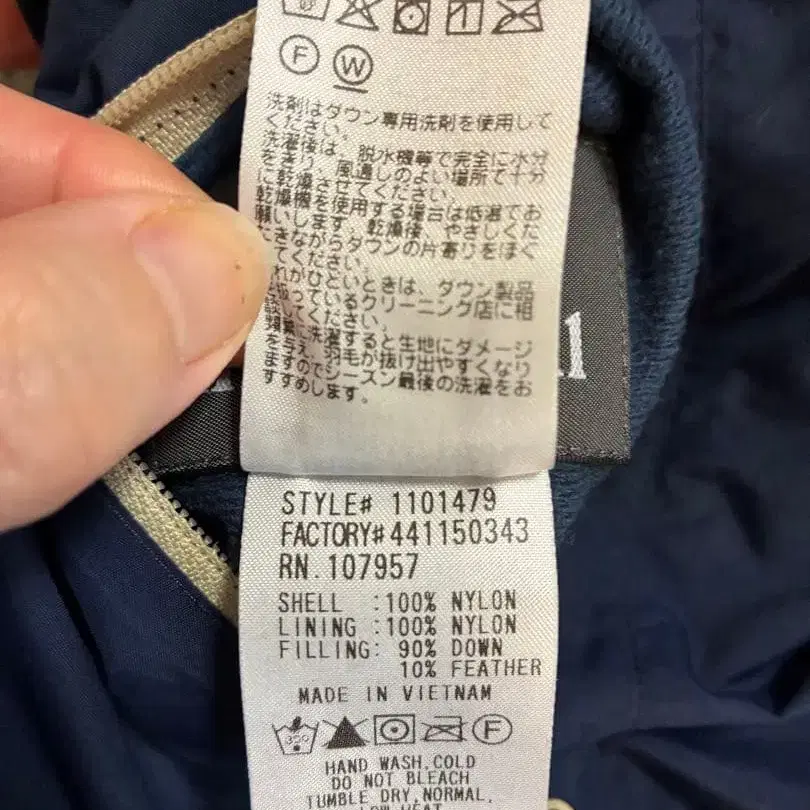 F
W
洗剤はダウン専用洗剤を使用して
ください。
洗濯後は、脱水機等で完全に水分
をきり、風通しのよい場所で十分
に乾燥させてください。
乾燥機を使用する場合は低温でお
願いします。乾燥後、やさしくた
たきながらダウンの片寄りをほぐ
てください。
れがひどいときは、ダウン製品
を扱っているクリーニング店に相
談してください。
頻繁に洗濯すると生地にダメージ
を与え、羽毛が抜け出やすくなり
ますのでシーズン最後の洗濯をお
すすめします。
l
STYLE# 1101479
FACTORY#441150343
RN.107957
SHELL :100% NYLON
LINING :100% NYLON
FILLING: 90% DOWN
10% FEATHER
MADE IN VIETNAM
30° F
HAND WASH,COLD
DO NOT BLEACH
TUMBLE DRY,NORMAL,
LOW HEAT